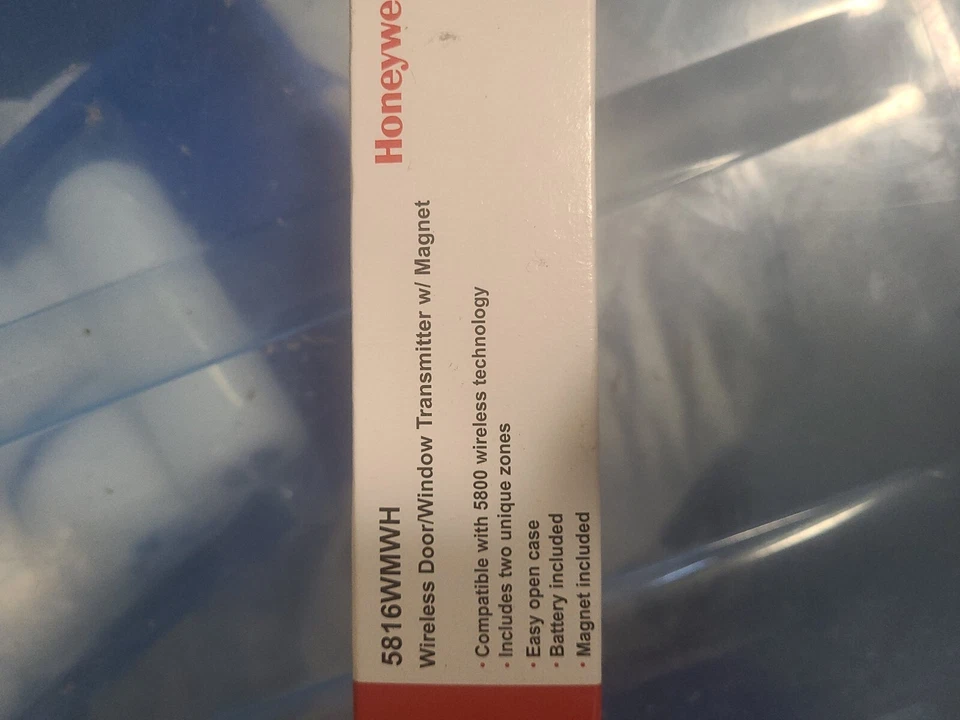 Honeywe
5816WMWH
Wireless Door/Window Transmitter w/ Magnet
• Compatible with 5800 wireless technology
• Includes two unique zones
• Easy open case
• Battery included
• Magnet included